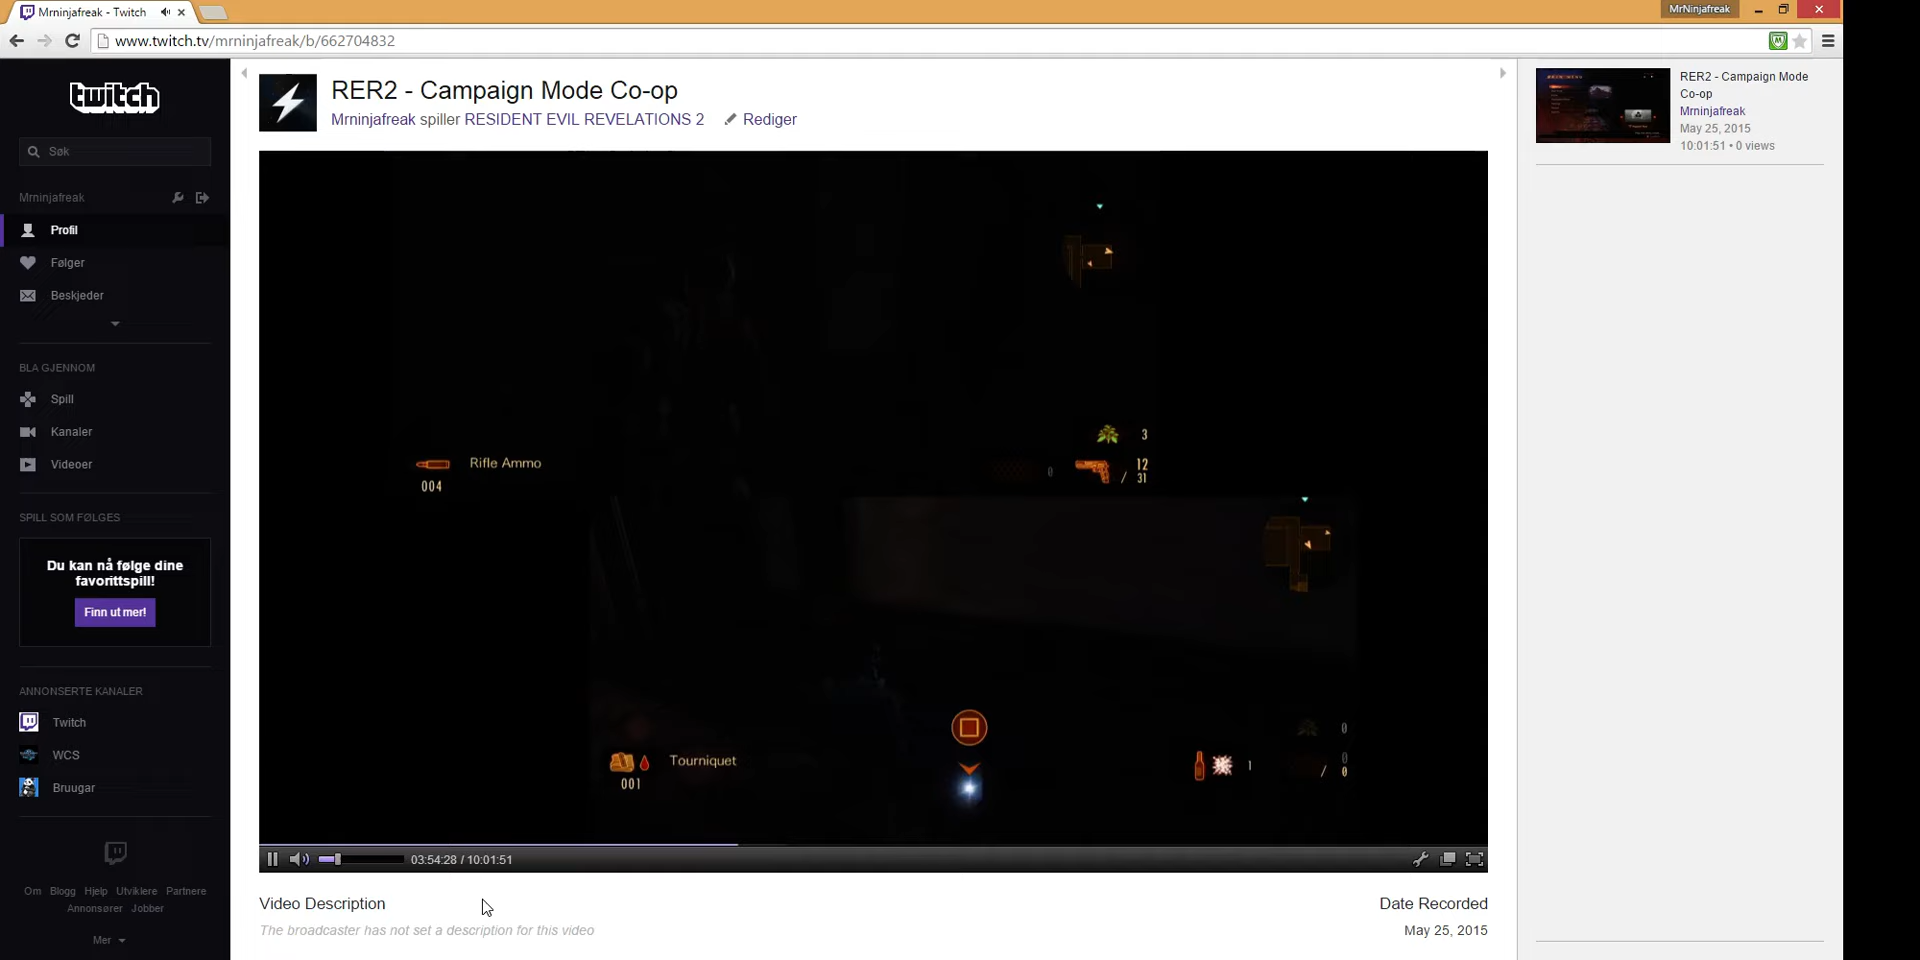 Mrninjafreak - Twitch
MrNinjafreak
www.twitch.tv/mrninjafreak/b/662704832
twitch
Søk
Mrninjafreak
Profil
Følger
Beskjeder
BLA GJENNOM
Spill
Kanaler
Videoer
SPILL SOM FØLGES
Du kan nå følge dine
favorittspill!
Finn ut mer!
ANNONSERTE KANALER
Twitch
WCS
Bruugar
Om Blogg Hjelp Utviklere Partnere
Annonsører Jobber
Mer
RER2 - Campaign Mode Co-op
Mrninjafreak spiller RESIDENT EVIL REVELATIONS 2 Rediger
3
Rifle Ammo
004
0
12
/ 31
Tourniquet
001
1
0
0
/ 0
03:54:28 / 10:01:51
Video Description
The broadcaster has not set a description for this video
Date Recorded
May 25, 2015
RER2 - Campaign Mode
Co-op
Mrninjafreak
May 25, 2015
10:01:51 • 0 views